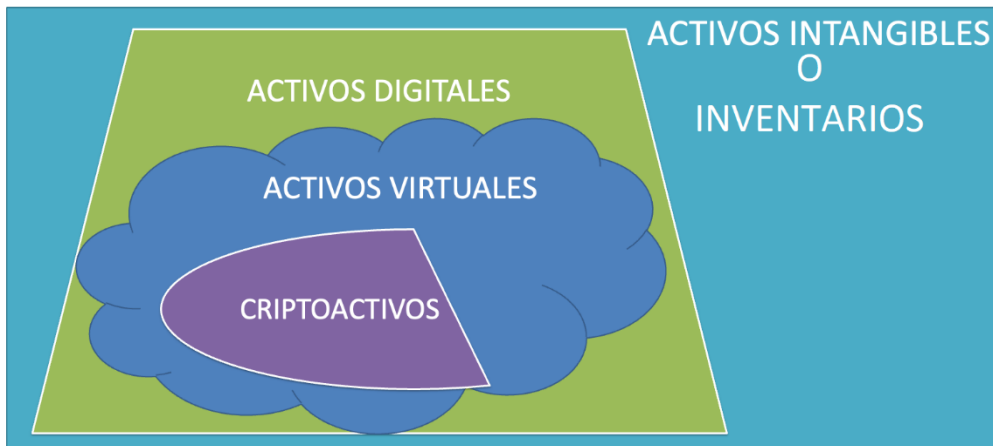 ACTIVOS INTANGIBLES
O
INVENTARIOS
ACTIVOS DIGITALES
ACTIVOS VIRTUALES
CRIPTOACTIVOS